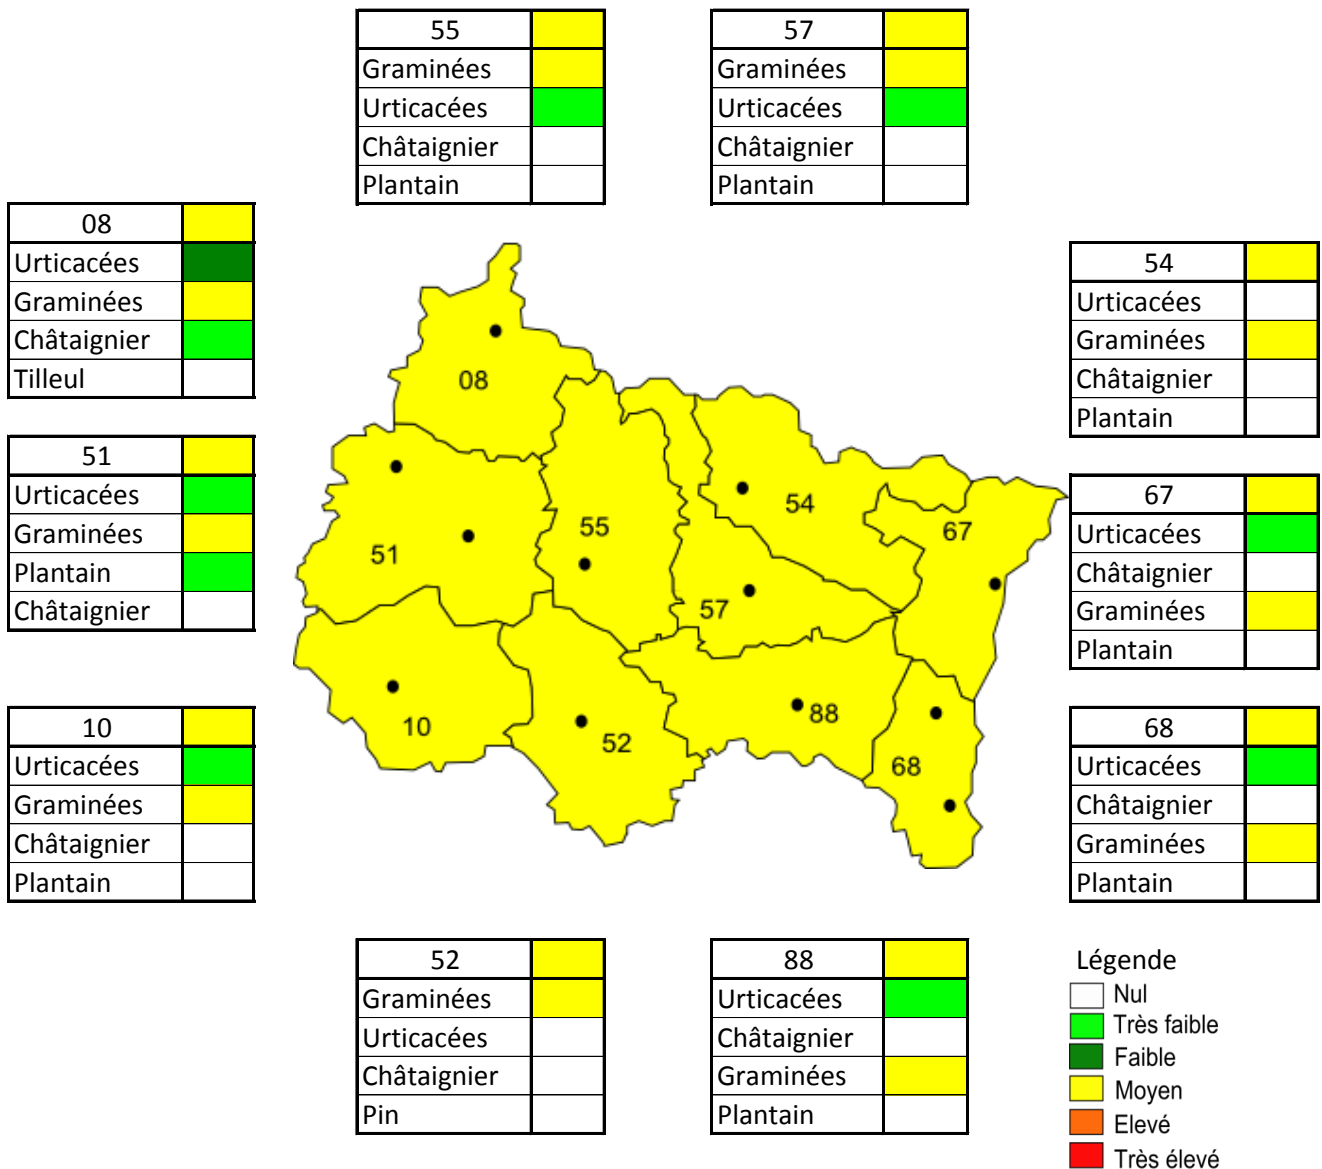 55
Graminées
Urticacées
Châtaignier
Plantain
57
Graminées
Urticacées
Châtaignier
Plantain
08
Urticacées
Graminées
Châtaignier
Tilleul
51
Urticacées
Graminées
Plantain
Châtaignier
10
Urticacées
Graminées
Châtaignier
Plantain
08
51
55
54
67
57
10
52
88
68
54
Urticacées
Graminées
Châtaignier
Plantain
67
Urticacées
Châtaignier
Graminées
Plantain
68
Urticacées
Châtaignier
Graminées
Plantain
52
Graminées
Urticacées
Châtaignier
Pin
88
Urticacées
Châtaignier
Graminées
Plantain
Légende
Nul
Très faible
Faible
Moyen
Elevé
Très élevé